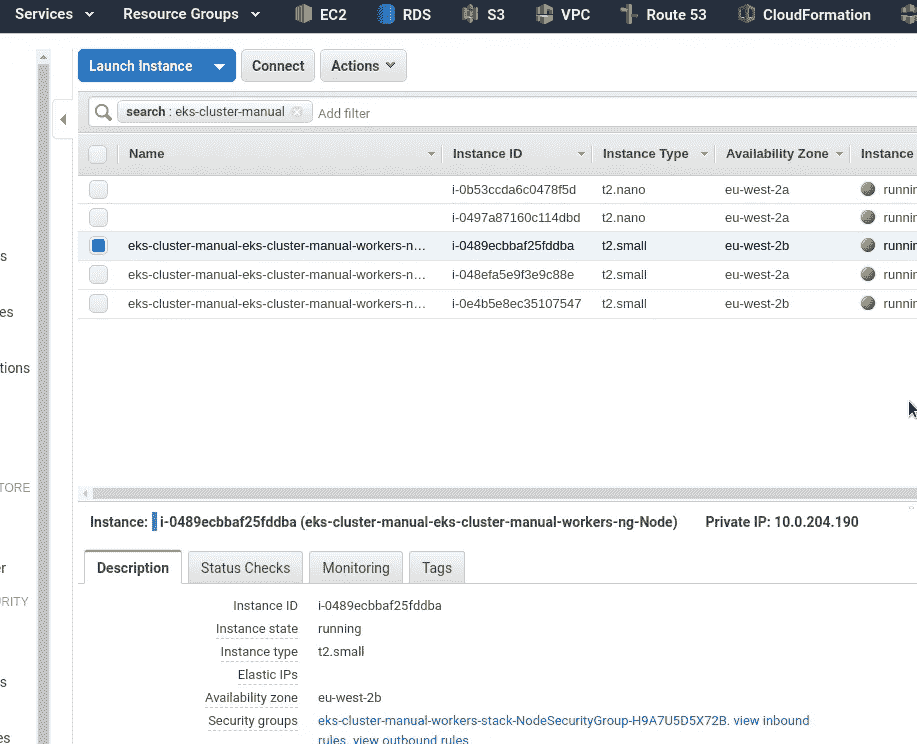 Services Resource Groups EC2 RDS S3 VPC Route 53 CloudFormation
Launch Instance Connect Actions
search : eks-cluster-manual Add filter
Name Instance ID Instance Type Availability Zone Instance
i-0b53ccda6c0478f5d t2.nano eu-west-2a runnin
i-0497a87160c114dbd t2.nano eu-west-2a runnin
s eks-cluster-manual-eks-cluster-manual-workers-n... i-0489ecbbaf25fddba t2.small eu-west-2b runnin
eks-cluster-manual-eks-cluster-manual-workers-n... i-048efa5e9f3e9c88e t2.small eu-west-2a runnin
es eks-cluster-manual-eks-cluster-manual-workers-n... i-0e4b5e8ec35107547 t2.small eu-west-2b runnin
tions
TORE
Instance: i-0489ecbbaf25fddba (eks-cluster-manual-eks-cluster-manual-workers-ng-Node) Private IP: 10.0.204.190
r Description Status Checks Monitoring Tags
RITY
Instance ID i-0489ecbbaf25fddba
Instance state running
Instance type t2.small
Elastic IPs
s
Availability zone eu-west-2b
Security groups eks-cluster-manual-workers-stack-NodeSecurityGroup-H9A7U5D5X72B. view inbound
es rules. view outbound rules